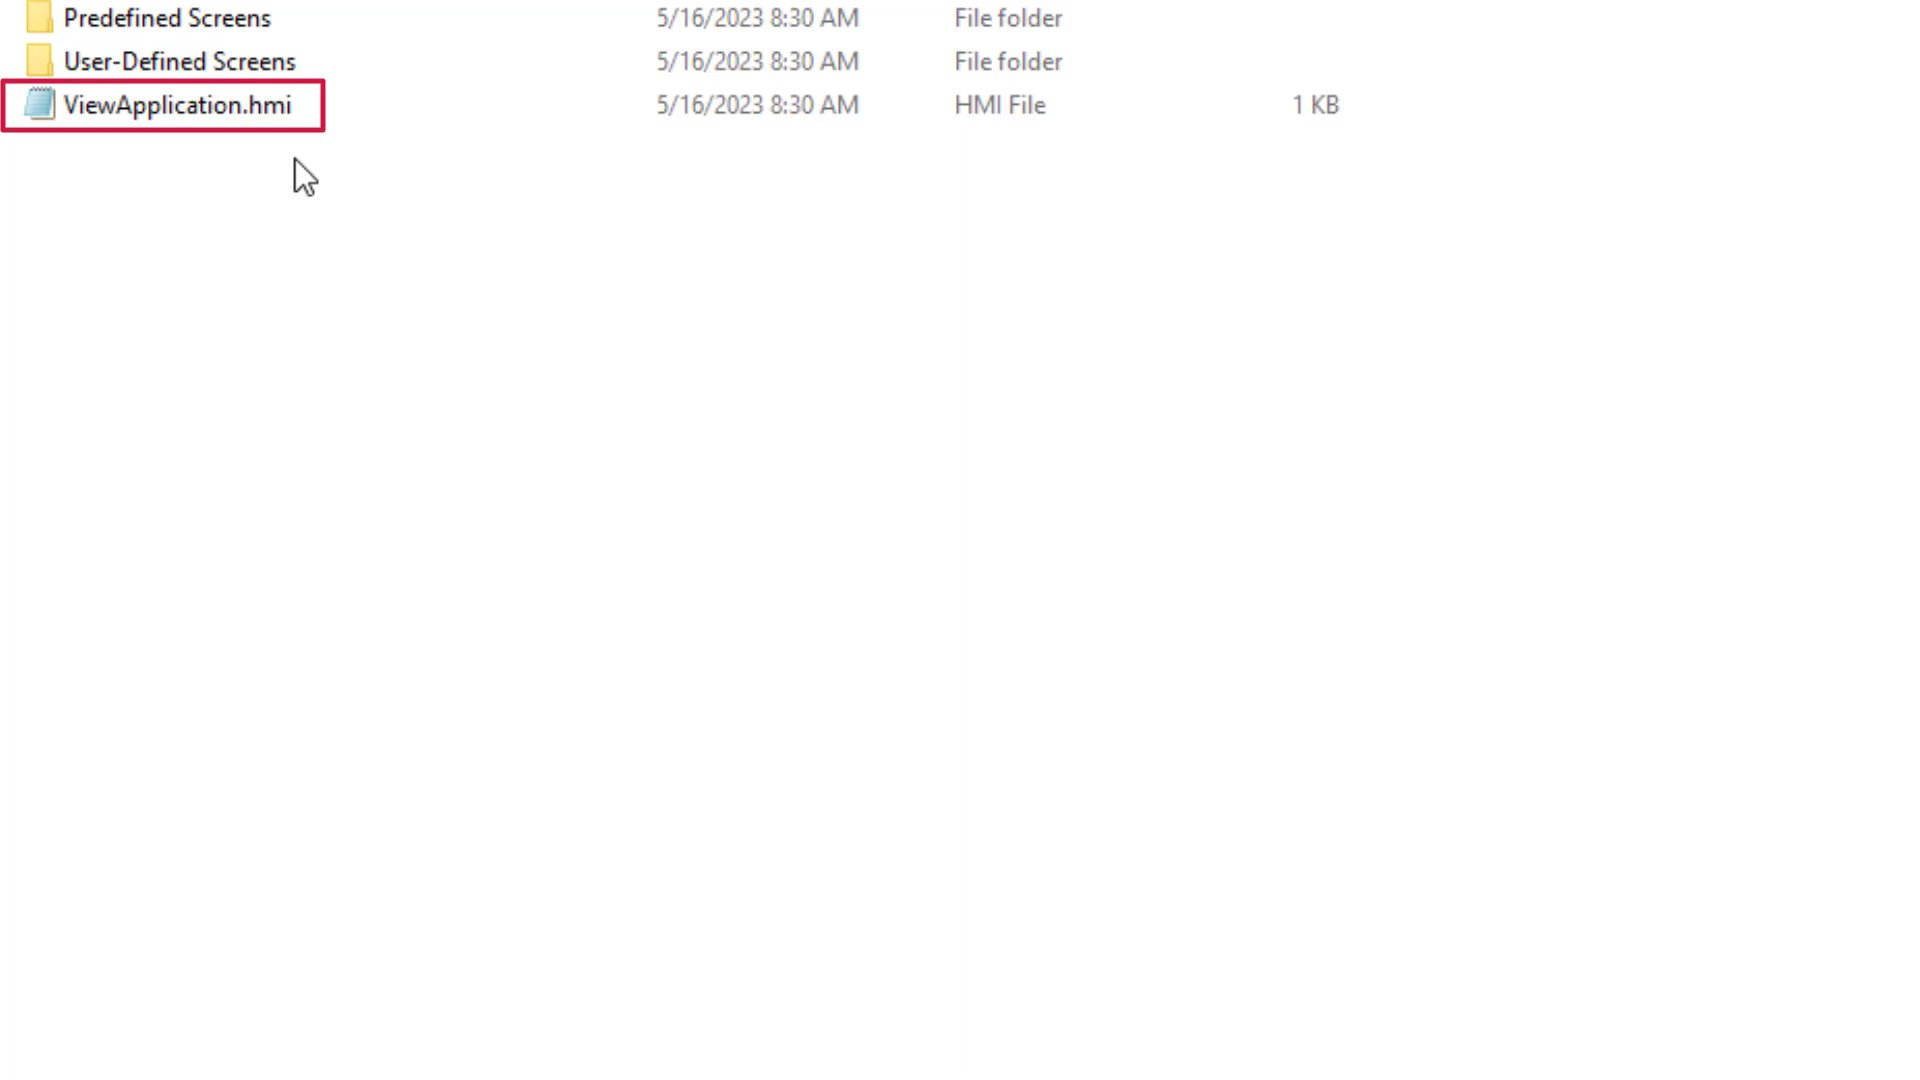 Predefined Screens 5/16/2023 8:30 AM File folder
User-Defined Screens 5/16/2023 8:30 AM File folder
ViewApplication.hmi 5/16/2023 8:30 AM HMI File 1 KB